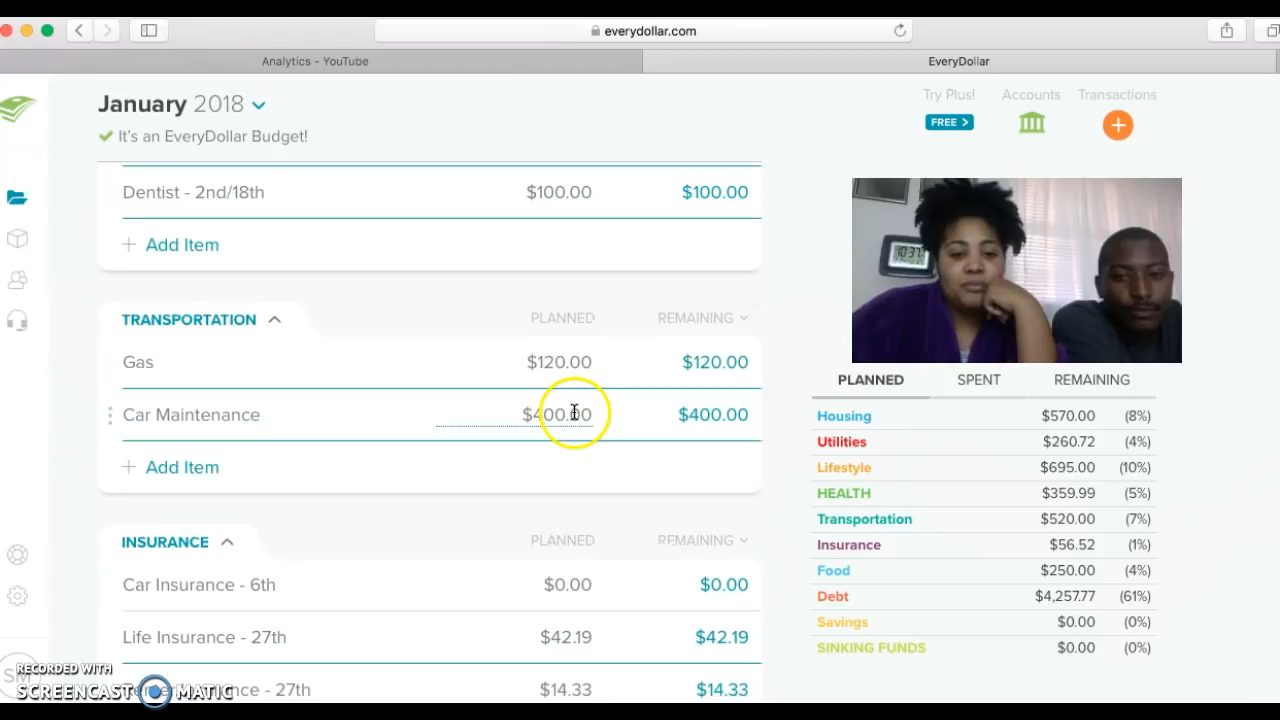 everydollar.com
Analytics - YouTube
EveryDollar
January 2018
It's an EveryDollar Budget!
Try Plus!
FREE >
Accounts
Transactions
Dentist - 2nd/18th $100.00 $100.00
+ Add Item
TRANSPORTATION PLANNED REMAINING
Gas $120.00 $120.00
Car Maintenance $400.00 $400.00
+ Add Item
INSURANCE PLANNED REMAINING
Car Insurance - 6th $0.00 $0.00
Life Insurance - 27th $42.19 $42.19
- 27th $14.33 $14.33
10:37
PLANNED SPENT REMAINING
Housing $570.00 (8%)
Utilities $260.72 (4%)
Lifestyle $695.00 (10%)
HEALTH $359.99 (5%)
Transportation $520.00 (7%)
Insurance $56.52 (1%)
Food $250.00 (4%)
Debt $4,257.77 (61%)
Savings $0.00 (0%)
SINKING FUNDS $0.00 (0%)
SM
RECORDED WITH
SCREENCAST MATIC